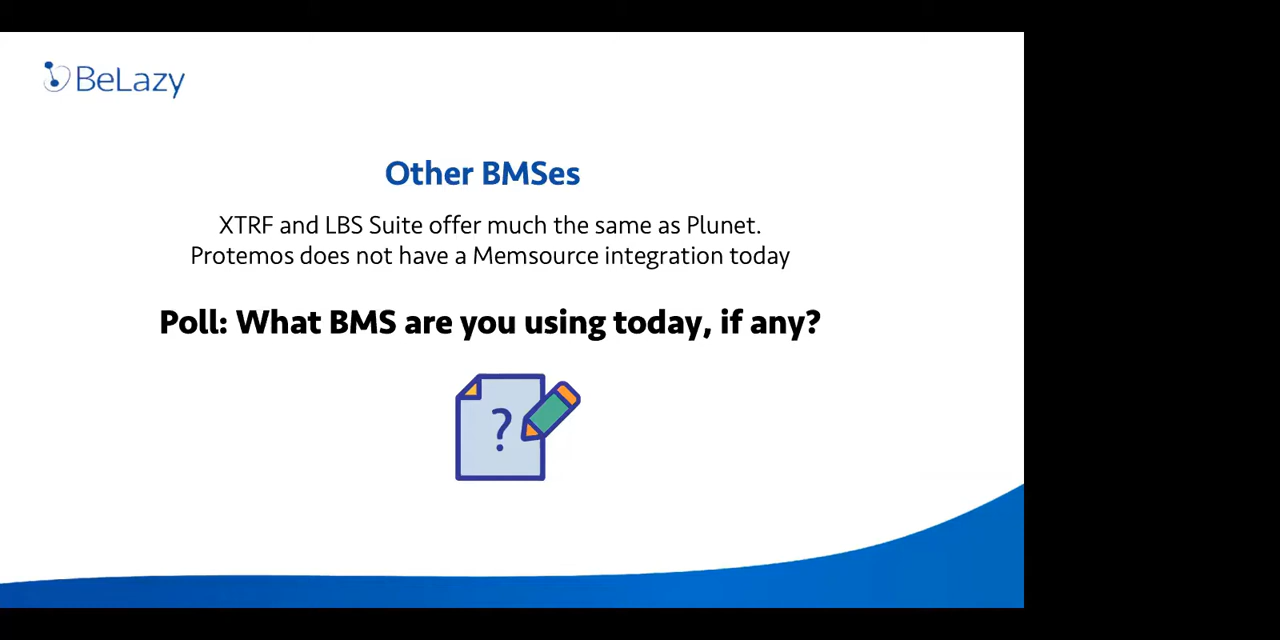 BeLazy
Other BMSes
XTRF and LBS Suite offer much the same as Plunet.
Protemos does not have a Memsource integration today
Poll: What BMS are you using today, if any?
?